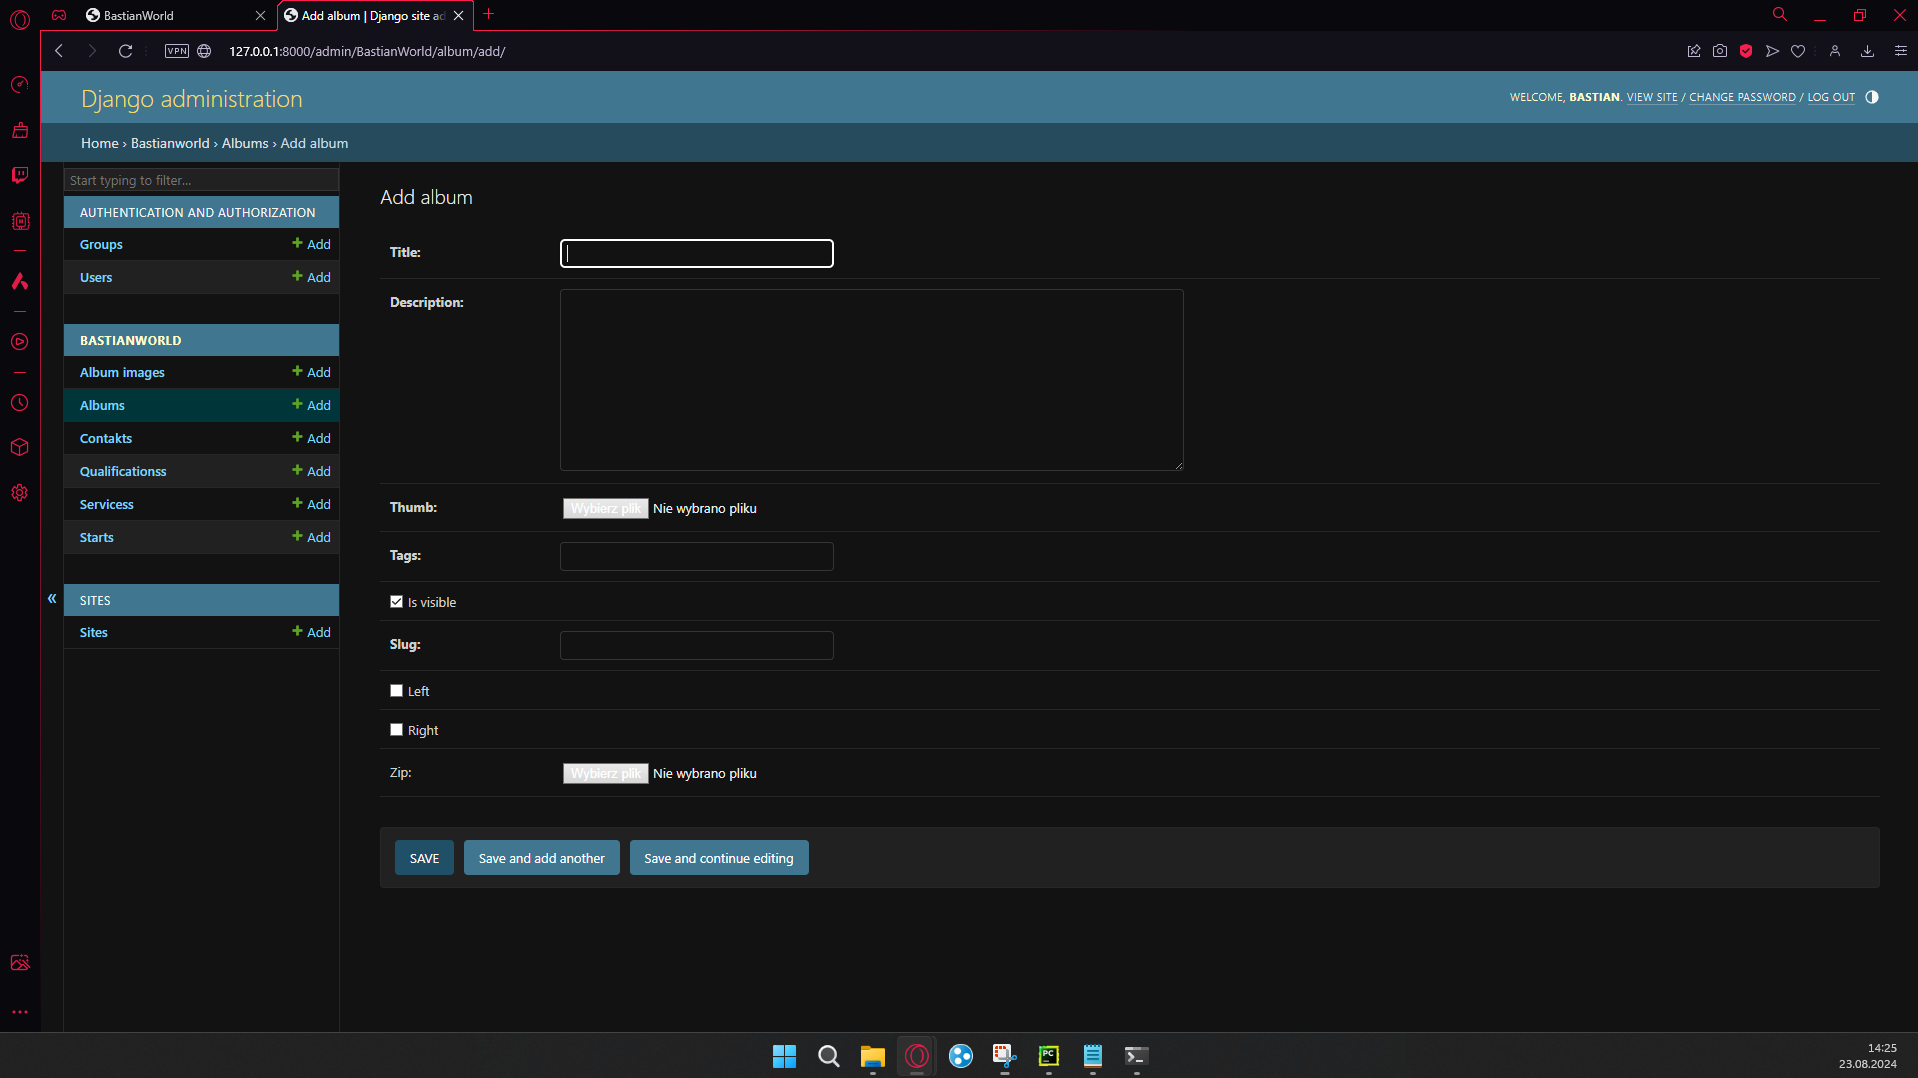 BastianWorld
Add album | Django site ad
VPN
127.0.0.1:8000/admin/BastianWorld/album/add/
Django administration
WELCOME, BASTIAN. VIEW SITE / CHANGE PASSWORD / LOG OUT
Home › Bastianworld › Albums › Add album
Start typing to filter...
AUTHENTICATION AND AUTHORIZATION
Groups + Add
Users + Add
BASTIANWORLD
Album images + Add
Albums + Add
Contakts + Add
Qualificationss + Add
Servicess + Add
Starts + Add
«
SITES
Sites + Add
Add album
Title:
Description:
Thumb: Wybierz plik Nie wybrano pliku
Tags:
Is visible
Slug:
Left
Right
Zip: Wybierz plik Nie wybrano pliku
SAVE
Save and add another
Save and continue editing
PC
14:25
23.08.2024